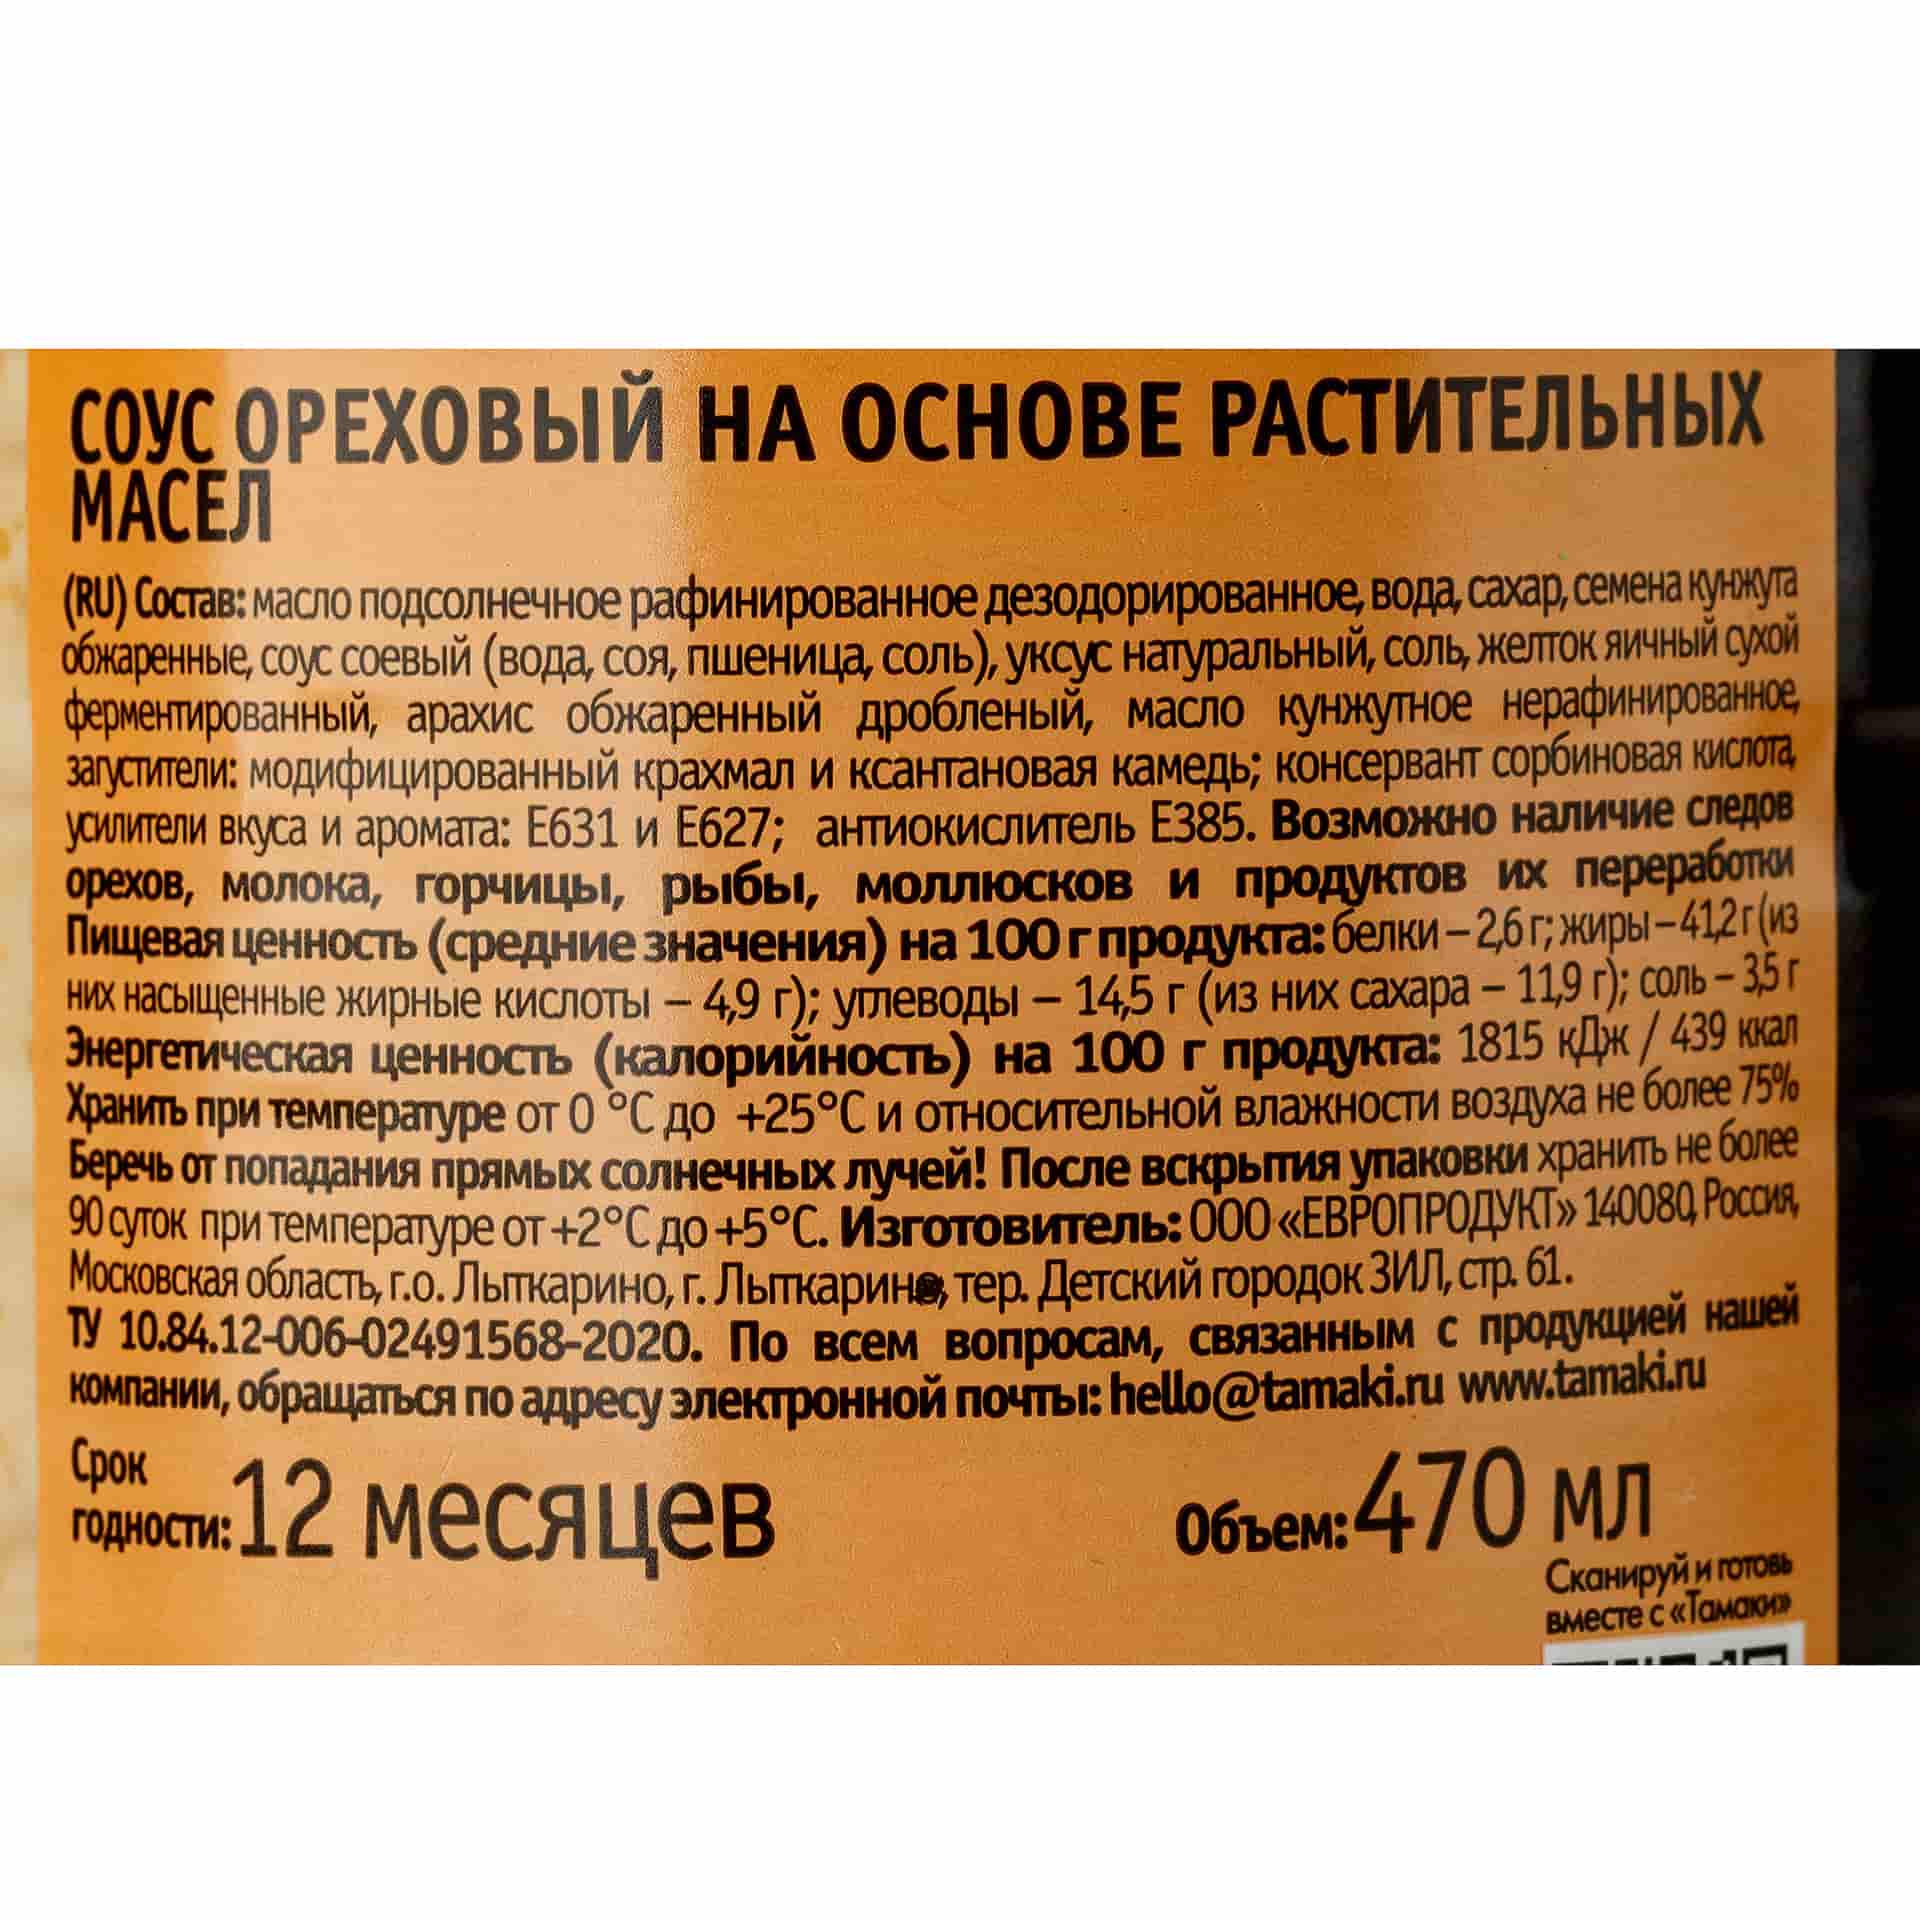 СОУС ОРЕХОВЫЙ НА ОСНОВЕ РАСТИТЕЛЬНЫХ
МАСЕЛ
(RU) Состав: масло подсолнечное рафинированное дезодорированное, вода, сахар, семена кунжута
обжаренные, соус соевый (вода, соя, пшеница, соль), уксус натуральный, соль, желток яичный сухой
ферментированный, арахис обжаренный дробленый, масло кунжутное нерафинированное,
загустители: модифицированный крахмал и ксантановая камедь; консервант сорбиновая кислота,
усилители вкуса и аромата: Е631 и Е627; антиокислитель Е385. Возможно наличие следов
орехов, молока, горчицы, рыбы, моллюсков и продуктов их переработки
Пищевая ценность (средние значения) на 100 г продукта: белки – 2,6 г; жиры – 41,2 г (из
них насыщенные жирные кислоты – 4,9 г); углеводы – 14,5 г (из них сахара – 11,9 г); соль – 3,5 г
Энергетическая ценность (калорийность) на 100 г продукта: 1815 кДж / 439 ккал
Хранить при температуре от 0 °С до +25°С и относительной влажности воздуха не более 75%
Беречь от попадания прямых солнечных лучей! После вскрытия упаковки хранить не более
90 суток при температуре от +2°С до +5°С. Изготовитель: ООО «ЕВРОПРОДУКТ» 140080, Россия,
Московская область, г.о. Лыткарино, г. Лыткарино, тер. Детский городок ЗИЛ, стр. 61.
ТУ 10.84.12-006-02491568-2020. По всем вопросам, связанным с продукцией нашей
компании, обращаться по адресу электронной почты: hello@tamaki.ru www.tamaki.ru
Срок
годности: 12 месяцев
Объем: 470 мл
Сканируй и готовь
вместе с «Тамаки»